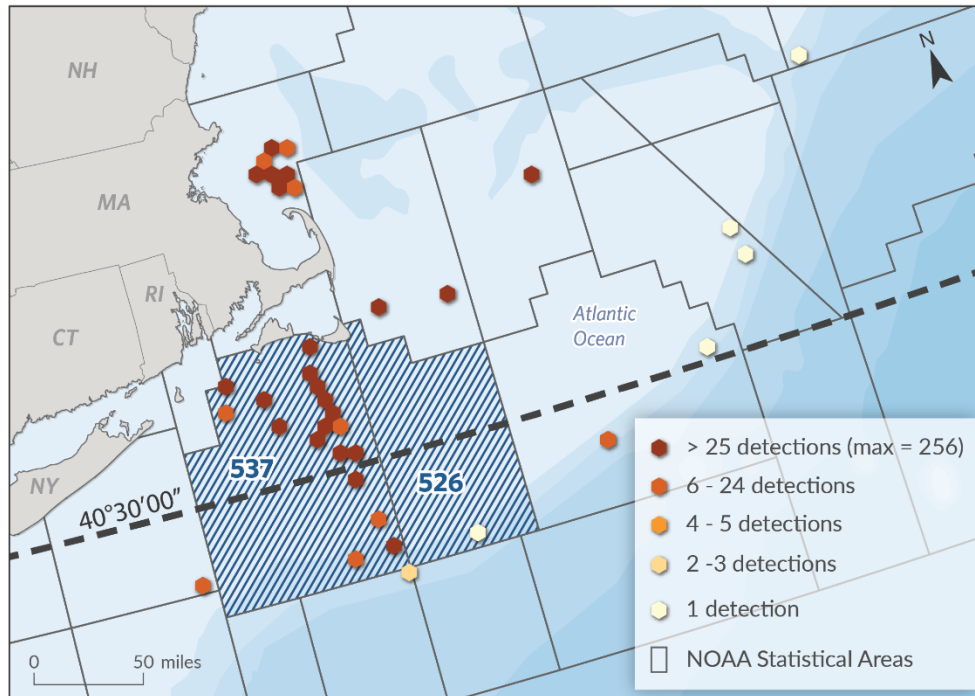 NH
N
MA
RI
CT
Atlantic
Ocean
NY
537
526
40°30'00"
> 25 detections (max = 256)
6 - 24 detections
4 - 5 detections
2 -3 detections
1 detection
NOAA Statistical Areas
0
50 miles